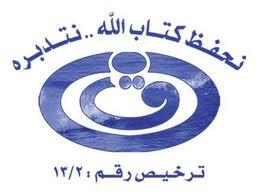 نحفظ كتاب الله .. نتدبره
ترخيص رقم : ١٣/٢